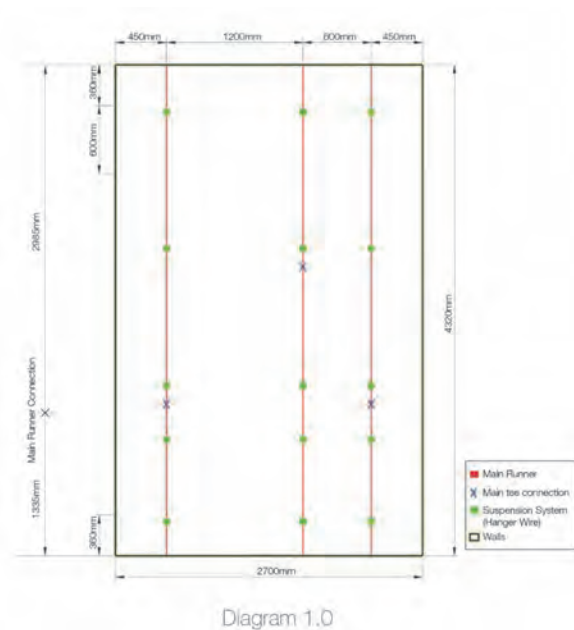 450mm
1200mm
600mm
450mm
360mm
600mm
2985mm
4320mm
Main Runner Connection
1335mm
360mm
2700mm
Main Runner
Main tee connection
Suspension System
(Hanger Wire)
Walls
Diagram 1.0